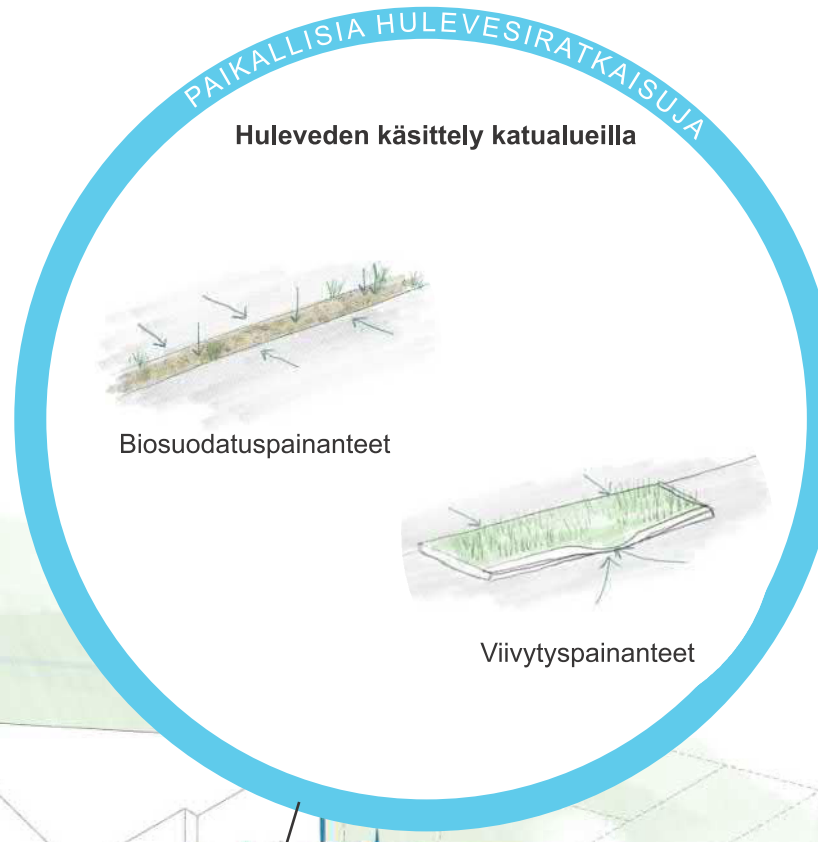 PAIKALLISIA HULEVESIRATKAISUJA
Huleveden käsittely katualueilla
Biosuodatuspainanteet
Viivytyspainanteet